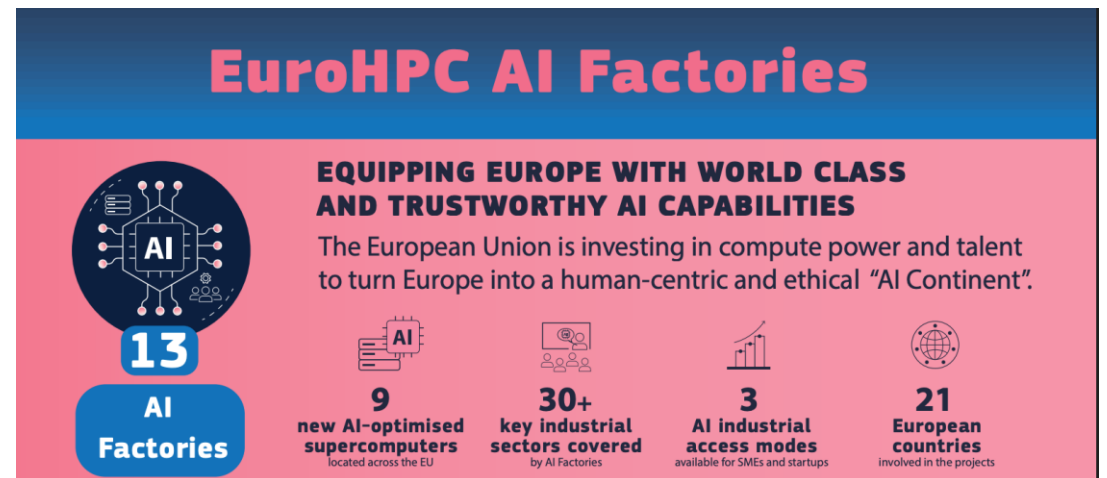 EuroHPC AI Factories
EQUIPPING EUROPE WITH WORLD CLASS
AND TRUSTWORTHY AI CAPABILITIES
The European Union is investing in compute power and talent
to turn Europe into a human-centric and ethical “AI Continent”.
AI
13
AI
Factories
AI
9
new AI-optimised
supercomputers
located across the EU
30+
key industrial
sectors covered
by AI Factories
3
AI industrial
access modes
available for SMEs and startups
21
European
countries
involved in the projects